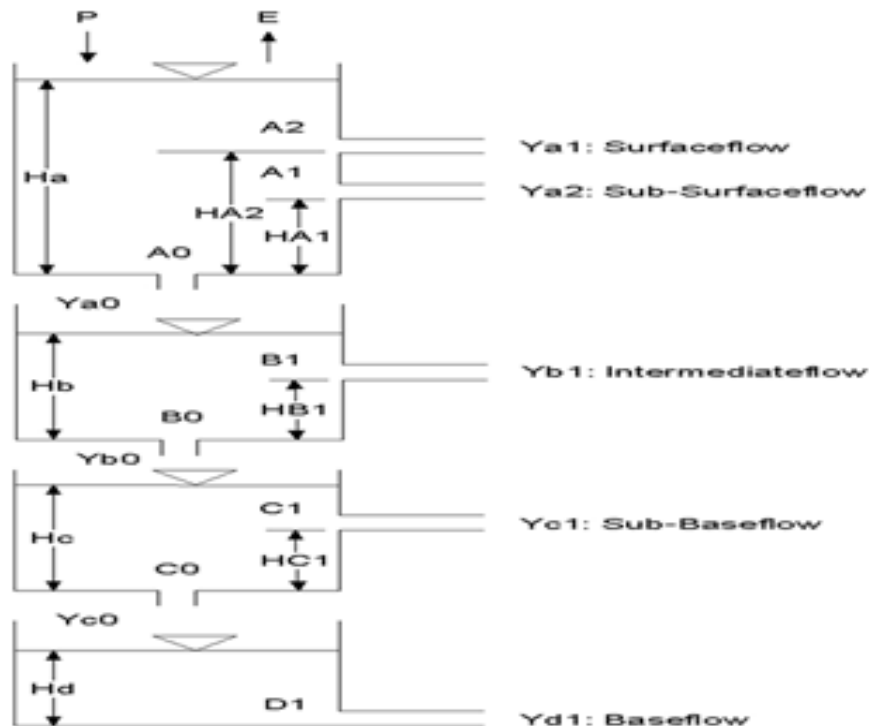 P E
A2
Ya1: Surfaceflow
A1
Ha
Ya2: Sub-Surfaceflow
HA2
HA1
A0
Ya0
B1
Yb1: Intermediateflow
Hb
HB1
B0
Yb0
C1
Yc1: Sub-Baseflow
Hc
HC1
C0
Yc0
Hd
D1
Yd1: Baseflow